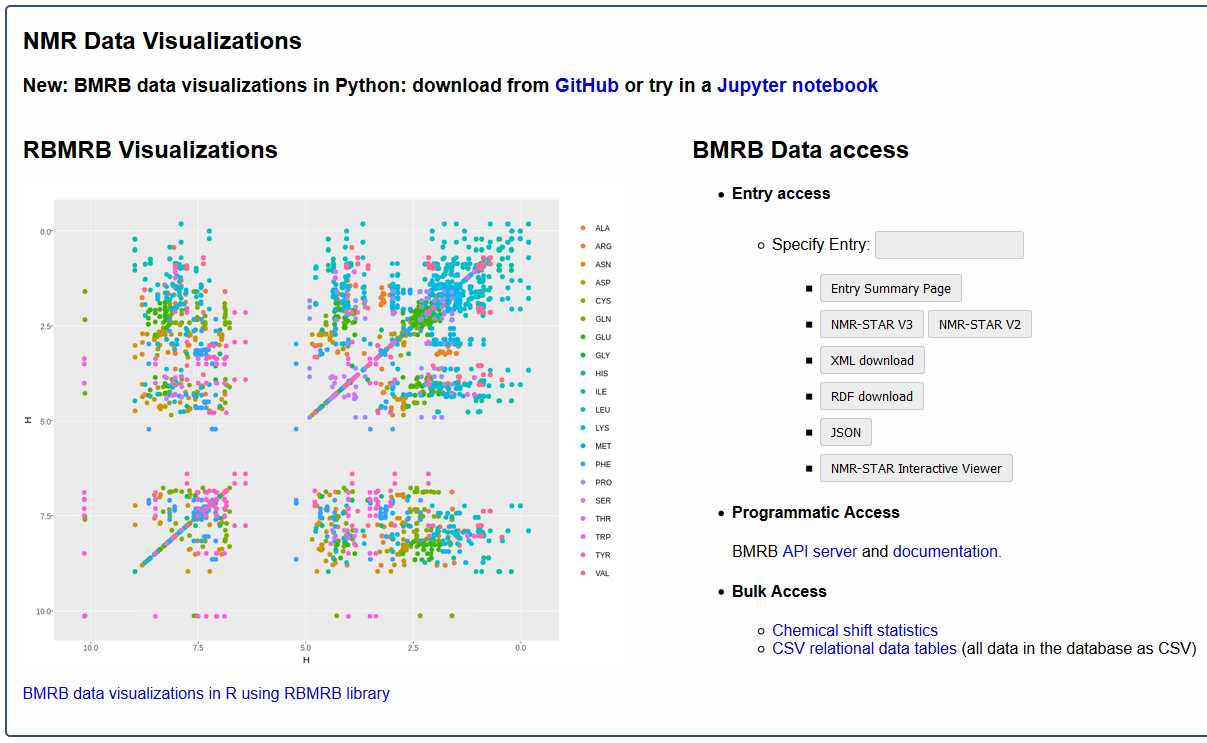 NMR Data Visualizations
New: BMRB data visualizations in Python: download from GitHub or try in a Jupyter notebook
RBMRB Visualizations
0.0
2.5
5.0
7.5
10.0
H
10.0
7.5
5.0
2.5
0.0
H
ALA
ARG
ASN
ASP
CYS
GLN
GLU
GLY
HIS
ILE
LEU
LYS
MET
PHE
PRO
SER
THR
TRP
TYR
VAL
BMRB data visualizations in R using RBMRB library
BMRB Data access
Entry access
Specify Entry:
Entry Summary Page
NMR-STAR V3 NMR-STAR V2
XML download
RDF download
JSON
NMR-STAR Interactive Viewer
Programmatic Access
BMRB API server and documentation.
Bulk Access
Chemical shift statistics
CSV relational data tables (all data in the database as CSV)